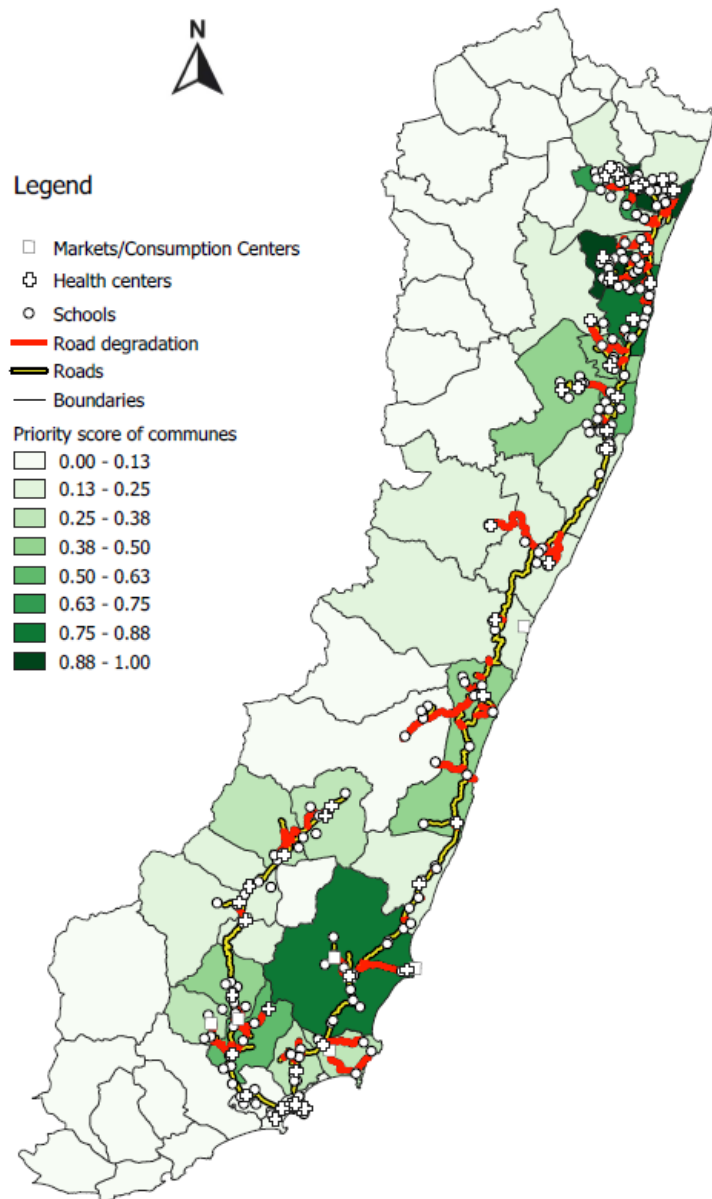 N
Legend
Markets/Consumption Centers
Health centers
Schools
Road degradation
Roads
Boundaries
Priority score of communes
0.00 - 0.13
0.13 - 0.25
0.25 - 0.38
0.38 - 0.50
0.50 - 0.63
0.63 - 0.75
0.75 - 0.88
0.88 - 1.00